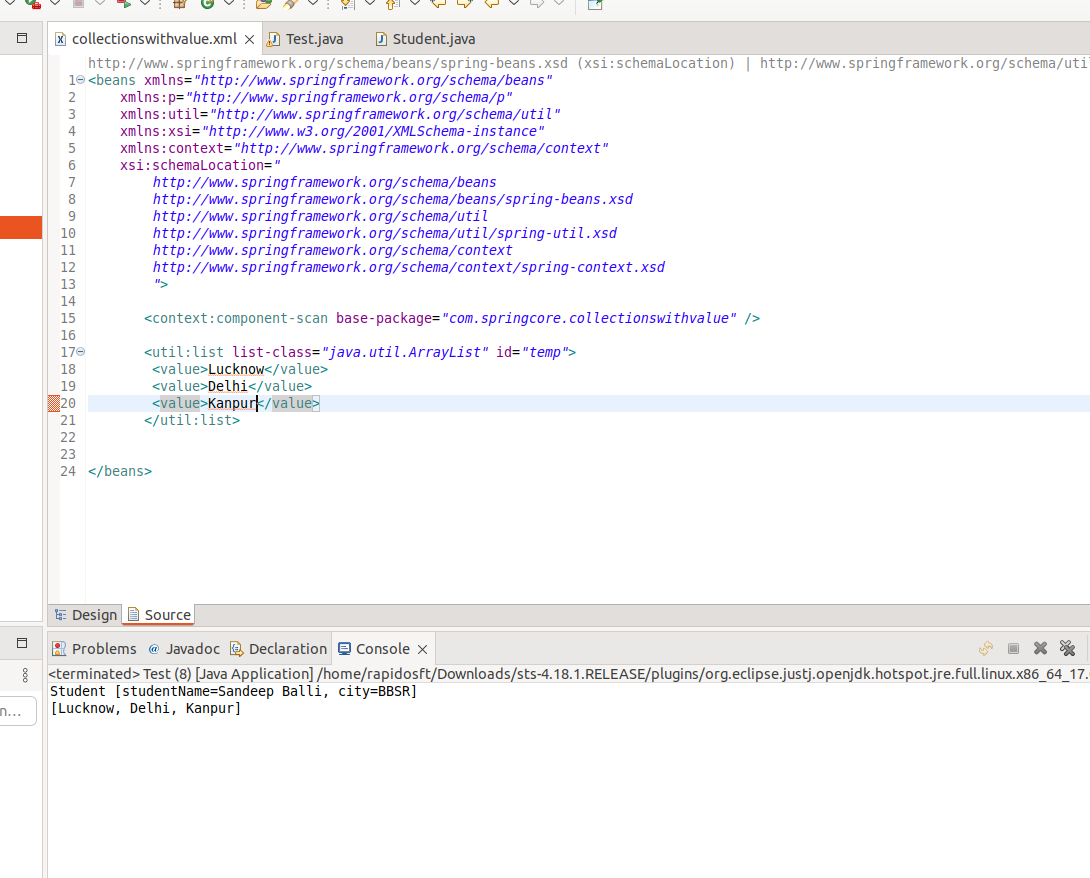 collectionswithvalue.xml
Test.java
Student.java
http://www.springframework.org/schema/beans/spring-beans.xsd (xsi:schemaLocation) | http://www.springframework.org/schema/util
1 <beans xmlns="http://www.springframework.org/schema/beans"
2 xmlns:p="http://www.springframework.org/schema/p"
3 xmlns:util="http://www.springframework.org/schema/util"
4 xmlns:xsi="http://www.w3.org/2001/XMLSchema-instance"
5 xmlns:context="http://www.springframework.org/schema/context"
6 xsi:schemaLocation="
7 http://www.springframework.org/schema/beans
8 http://www.springframework.org/schema/beans/spring-beans.xsd
9 http://www.springframework.org/schema/util
10 http://www.springframework.org/schema/util/spring-util.xsd
11 http://www.springframework.org/schema/context
12 http://www.springframework.org/schema/context/spring-context.xsd
13 ">
14
15 <context:component-scan base-package="com.springcore.collectionswithvalue" />
16
17 <util:list list-class="java.util.ArrayList" id="temp">
18 <value>Lucknow</value>
19 <value>Delhi</value>
20 <value>Kanpur</value>
21 </util:list>
22
23
24 </beans>
Design Source
Problems @ Javadoc Declaration Console
<terminated> Test (8) [Java Application] /home/rapidosft/Downloads/sts-4.18.1.RELEASE/plugins/org.eclipse.justj.openjdk.hotspot.jre.full.linux.x86_64_17.
Student [studentName=Sandeep Balli, city=BBSR]
n...
[Lucknow, Delhi, Kanpur]